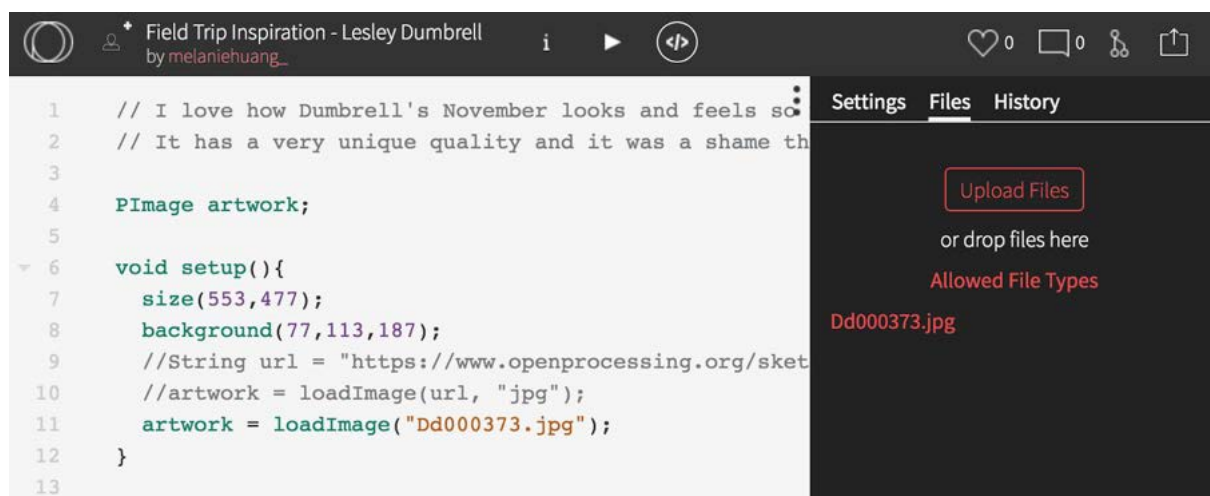 Field Trip Inspiration - Lesley Dumbrell
by melaniehuang_
i
</>
0
0
1 // I love how Dumbrell's November looks and feels so
2 // It has a very unique quality and it was a shame th
3
4 PImage artwork;
5
6 void setup(){
7 size(553,477);
8 background(77,113,187);
9 //String url = "https://www.openprocessing.org/sket
10 //artwork = loadImage(url, "jpg");
11 artwork = loadImage("Dd000373.jpg");
12 }
13
Settings Files History
Upload Files
or drop files here
Allowed File Types
Dd000373.jpg